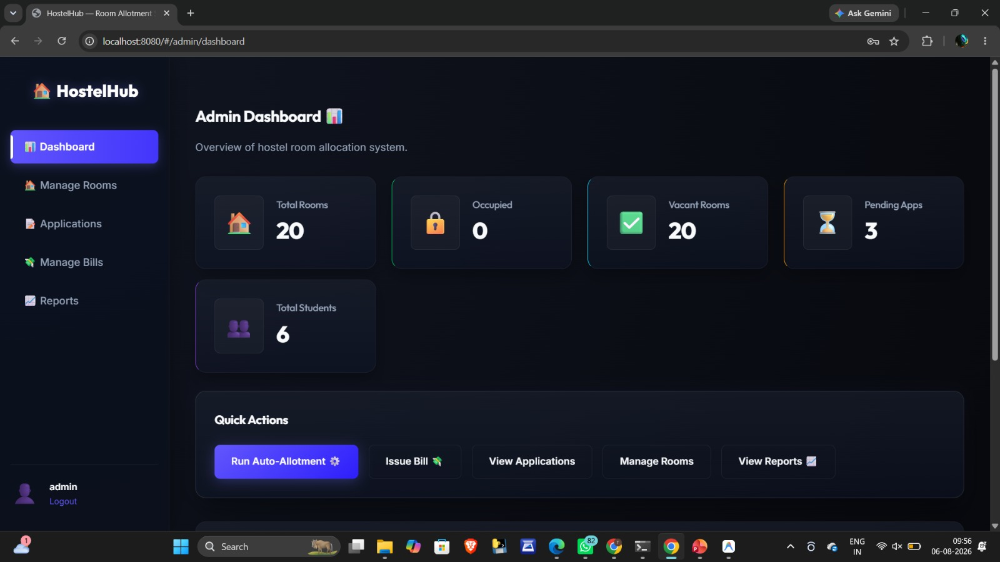 HostelHub — Room Allotment
Ask Gemini
localhost:8080/#/admin/dashboard
HostelHub
Dashboard
Manage Rooms
Applications
Manage Bills
Reports
admin
Logout
Admin Dashboard
Overview of hostel room allocation system.
Total Rooms
20
Occupied
0
Vacant Rooms
20
Pending Apps
3
Total Students
6
Quick Actions
Run Auto-Allotment
Issue Bill
View Applications
Manage Rooms
View Reports
1
Search
82
ENG
IN
09:56
06-08-2026